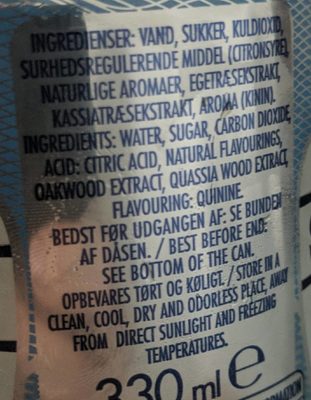 INGREDIENSER: VAND, SUKKER, KULDIOXID,
SURHEDSREGULERENDE MIDDEL (CITRONSYRE),
NATURLIGE AROMAER, EGETRÆSEKSTRAKT,
KASSIATRÆSEKSTRAKT, AROMA (KININ).
INGREDIENTS: WATER, SUGAR, CARBON DIOXIDE,
ACID: CITRIC ACID, NATURAL FLAVOURINGS,
OAKWOOD EXTRACT, QUASSIA WOOD EXTRACT,
FLAVOURING: QUININE.
BEDST FØR UDGANGEN AF: SE BUNDEN
AF DÅSEN. / BEST BEFORE END:
SEE BOTTOM OF THE CAN.
OPBEVARES TØRT OG KØLIGT. / STORE IN A
CLEAN, COOL, DRY AND ODORLESS PLACE, AWAY
FROM DIRECT SUNLIGHT AND FREEZING
TEMPERATURES.
330 ml e